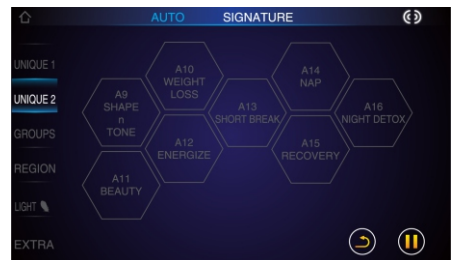 AUTO SIGNATURE
UNIQUE 1
UNIQUE 2
GROUPS
REGION
LIGHT
EXTRA
A9
SHAPE
n
TONE
A10
WEIGHT
LOSS
A11
BEAUTY
A12
ENERGIZE
A13
SHORT BREAK
A14
NAP
A15
RECOVERY
A16
NIGHT DETOX